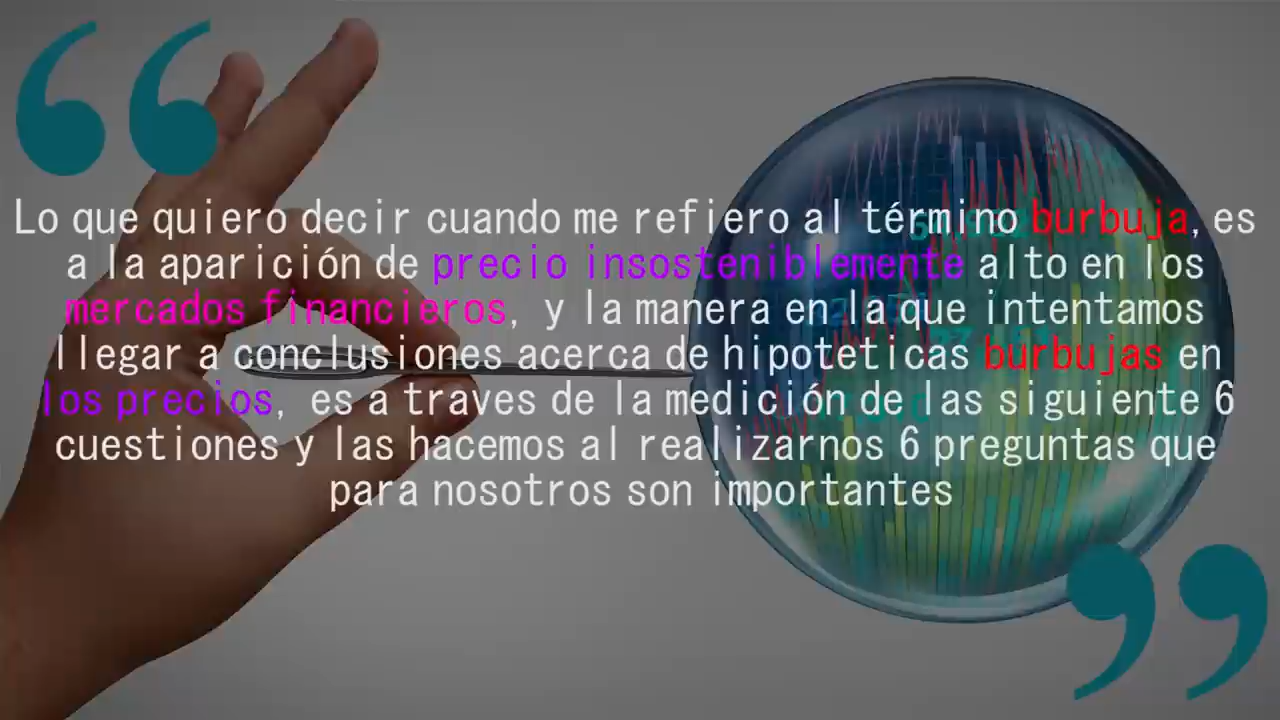 Lo que quiero decir cuando me refiero al término burbuja, es
a la aparición de precio insosteniblemente alto en los
mercados financieros, y la manera en la que intentamos
llegar a conclusiones acerca de hipoteticas burbujas en
los precios, es a traves de la medición de las siguiente 6
cuestiones y las hacemos al realizarnos 6 preguntas que
para nosotros son importantes